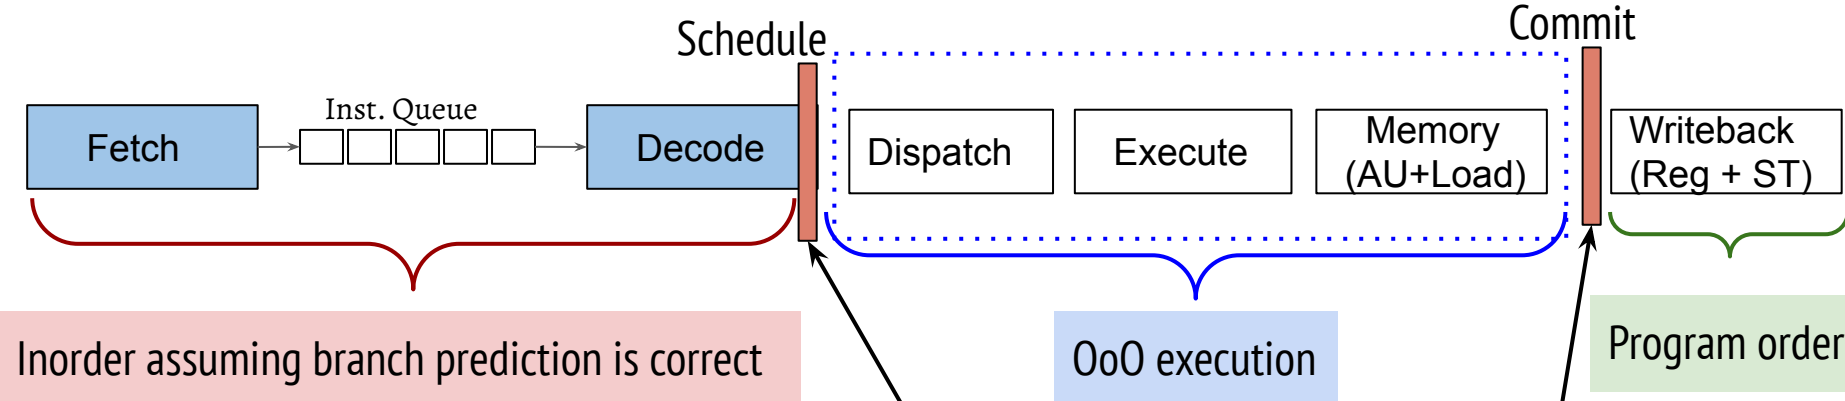 Schedule
Commit
Inst. Queue
Fetch
Decode
Dispatch
Execute
Memory
(AU+Load)
Writeback
(Reg + ST)
Inorder assuming branch prediction is correct
OoO execution
Program order